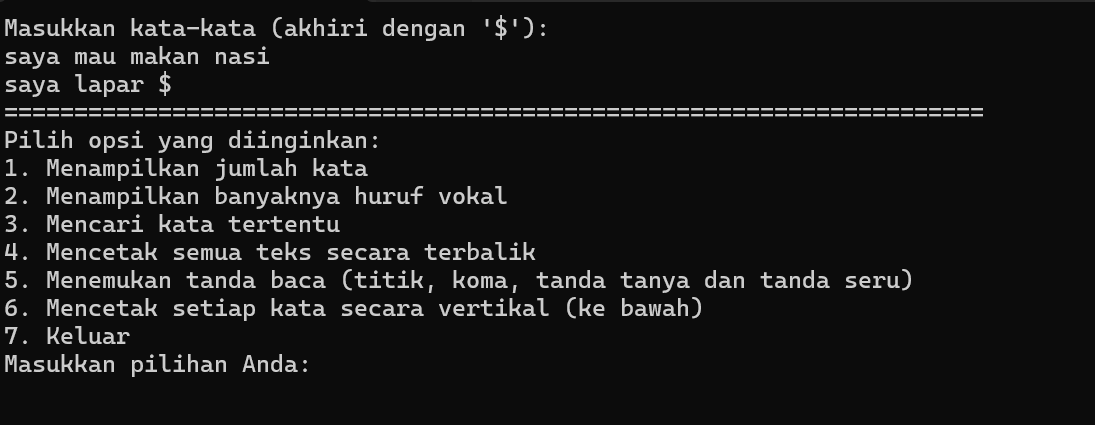 Masukkan kata-kata (akhiri dengan '$'):
saya mau makan nasi
saya lapar $
======================================================================
Pilih opsi yang diinginkan:
1. Menampilkan jumlah kata
2. Menampilkan banyaknya huruf vokal
3. Mencari kata tertentu
4. Mencetak semua teks secara terbalik
5. Menemukan tanda baca (titik, koma, tanda tanya dan tanda seru)
6. Mencetak setiap kata secara vertikal (ke bawah)
7. Keluar
Masukkan pilihan Anda: